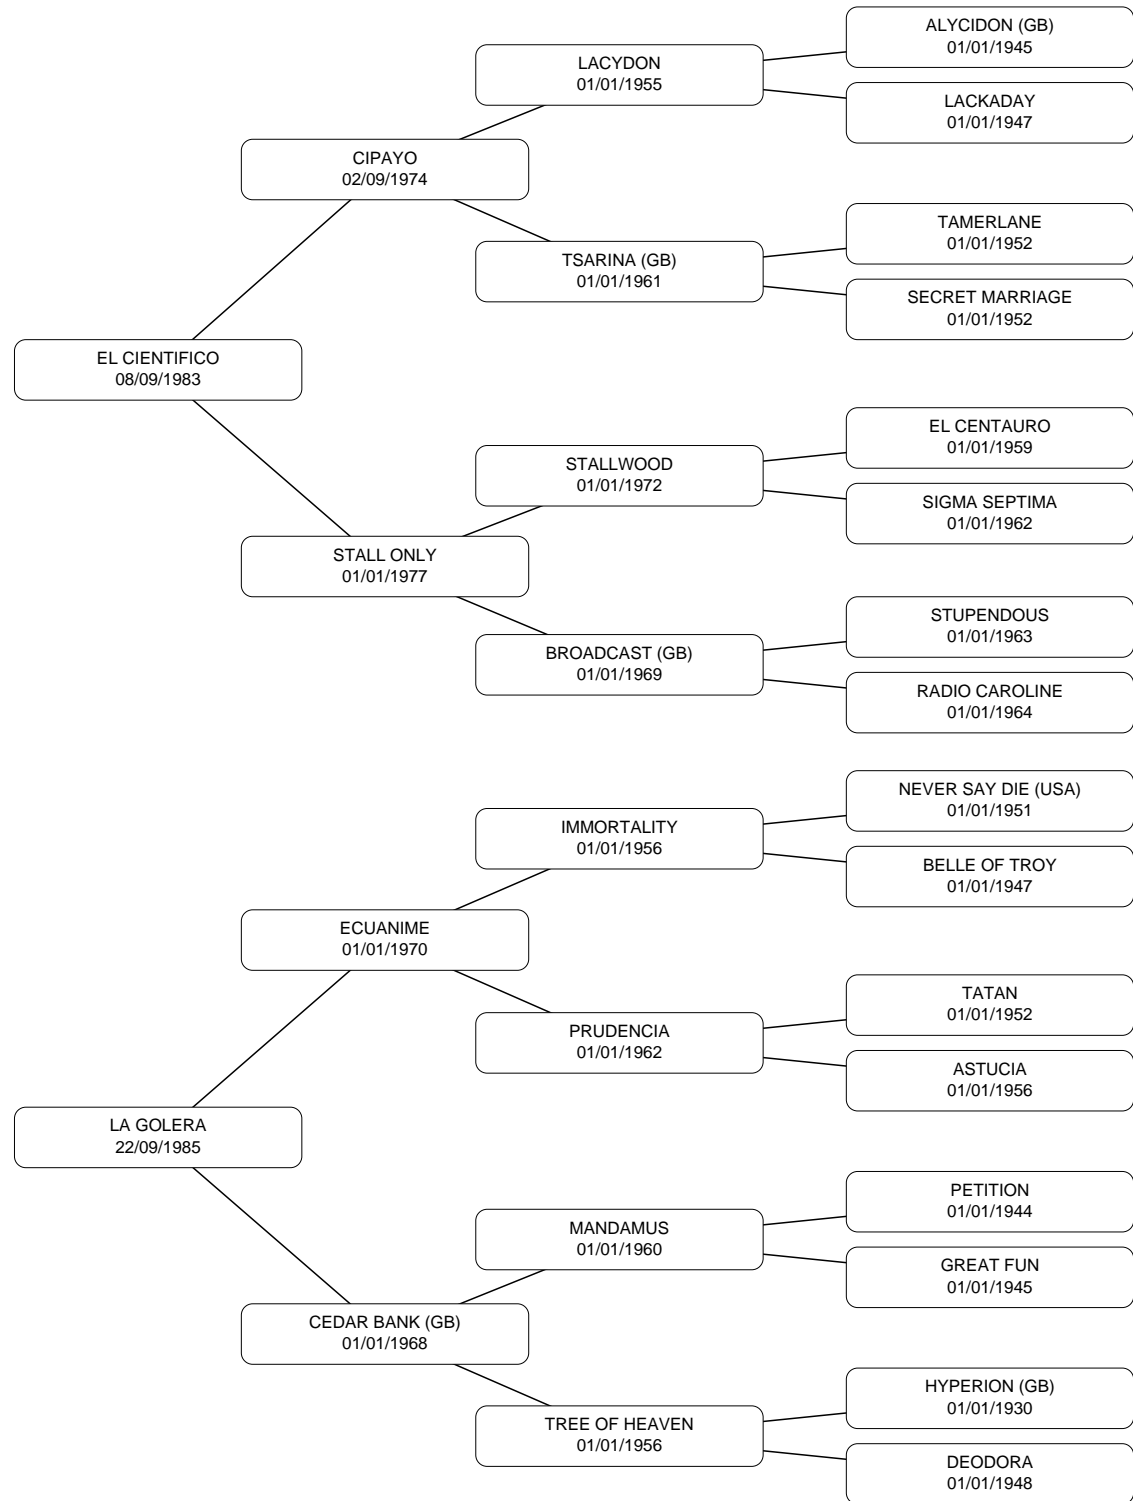 ALYCIDON (GB)
01/01/1945
LACYDON
01/01/1955
LACKADAY
01/01/1947
CIPAYO
02/09/1974
TAMERLANE
01/01/1952
TSARINA (GB)
01/01/1961
SECRET MARRIAGE
01/01/1952
EL CIENTIFICO
08/09/1983
EL CENTAURO
01/01/1959
STALLWOOD
01/01/1972
SIGMA SEPTIMA
01/01/1962
STALL ONLY
01/01/1977
STUPENDOUS
01/01/1963
BROADCAST (GB)
01/01/1969
RADIO CAROLINE
01/01/1964
NEVER SAY DIE (USA)
01/01/1951
IMMORTALITY
01/01/1956
BELLE OF TROY
01/01/1947
ECUANIME
01/01/1970
TATAN
01/01/1952
PRUDENCIA
01/01/1962
ASTUCIA
01/01/1956
LA GOLERA
22/09/1985
PETITION
01/01/1944
MANDAMUS
01/01/1960
GREAT FUN
01/01/1945
CEDAR BANK (GB)
01/01/1968
HYPERION (GB)
01/01/1930
TREE OF HEAVEN
01/01/1956
DEODORA
01/01/1948